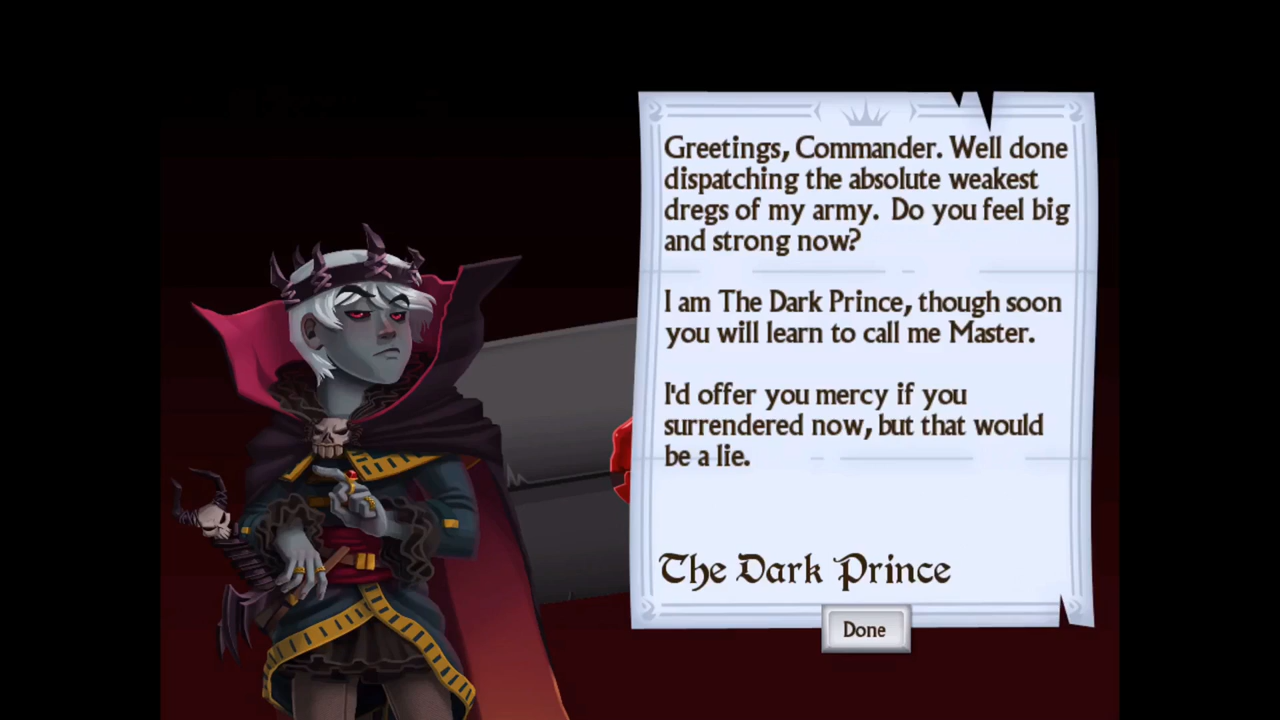 Greetings, Commander. Well done
dispatching the absolute weakest
dregs of my army. Do you feel big
and strong now?
I am The Dark Prince, though soon
you will learn to call me Master.
I'd offer you mercy if you
surrendered now, but that would
be a lie.
The Dark Prince
Done